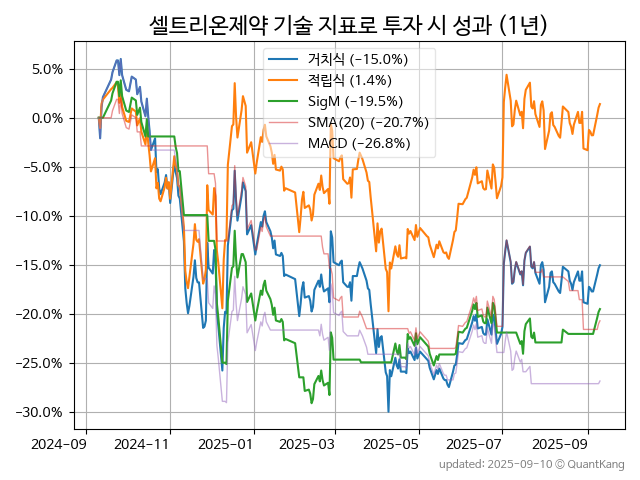 셀트리온제약 기술 지표로 투자 시 성과 (1년)
거치식 (−15.0%)
적립식 (1.4%)
SigM (−19.5%)
SMA(20) (−20.7%)
MACD (−26.8%)
5.0%
0.0%
−5.0%
−10.0%
−15.0%
−20.0%
−25.0%
−30.0%
2024−09
2024−11
2025−01
2025−03
2025−05
2025−07
2025−09
updated: 2025-09-10 © QuantKang